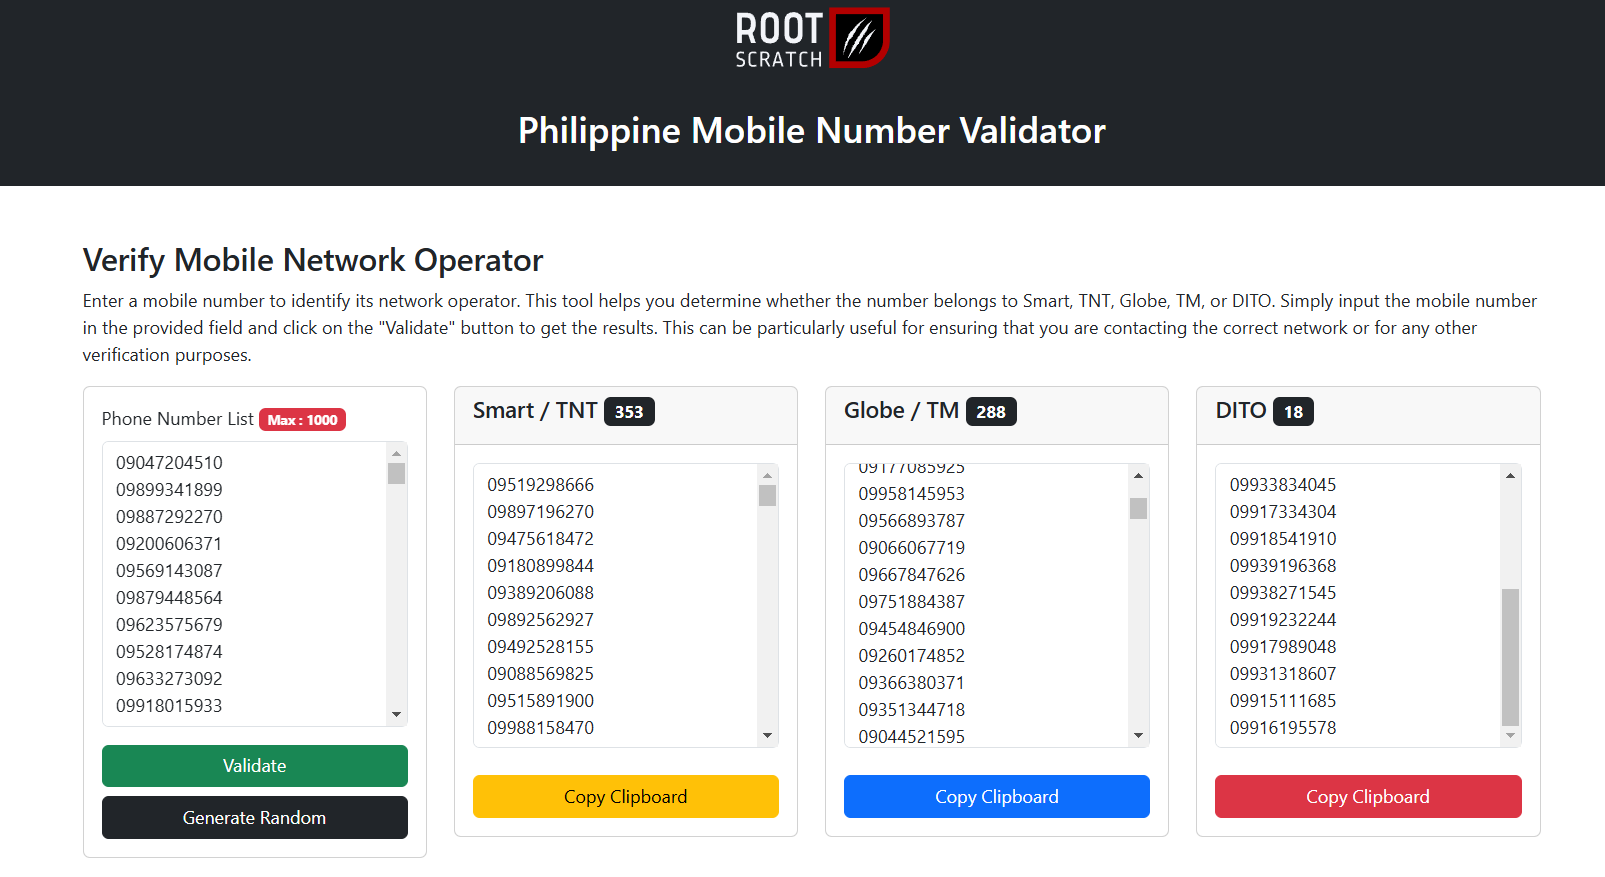 ROOT
SCRATCH
Philippine Mobile Number Validator
Verify Mobile Network Operator
Enter a mobile number to identify its network operator. This tool helps you determine whether the number belongs to Smart, TNT, Globe, TM, or DITO. Simply input the mobile number
in the provided field and click on the "Validate" button to get the results. This can be particularly useful for ensuring that you are contacting the correct network or for any other
verification purposes.
Phone Number List Max : 1000
09047204510
09899341899
09887292270
09200606371
09569143087
09879448564
09623575679
09528174874
09633273092
09918015933
Validate
Generate Random
Smart / TNT 353
09519298666
09897196270
09475618472
09180899844
09389206088
09892562927
09492528155
09088569825
09515891900
09988158470
Copy Clipboard
Globe / TM 288
09177085925
09958145953
09566893787
09066067719
09667847626
09751884387
09454846900
09260174852
09366380371
09351344718
09044521595
Copy Clipboard
DITO 18
09933834045
09917334304
09918541910
09939196368
09938271545
09919232244
09917989048
09931318607
09915111685
09916195578
Copy Clipboard